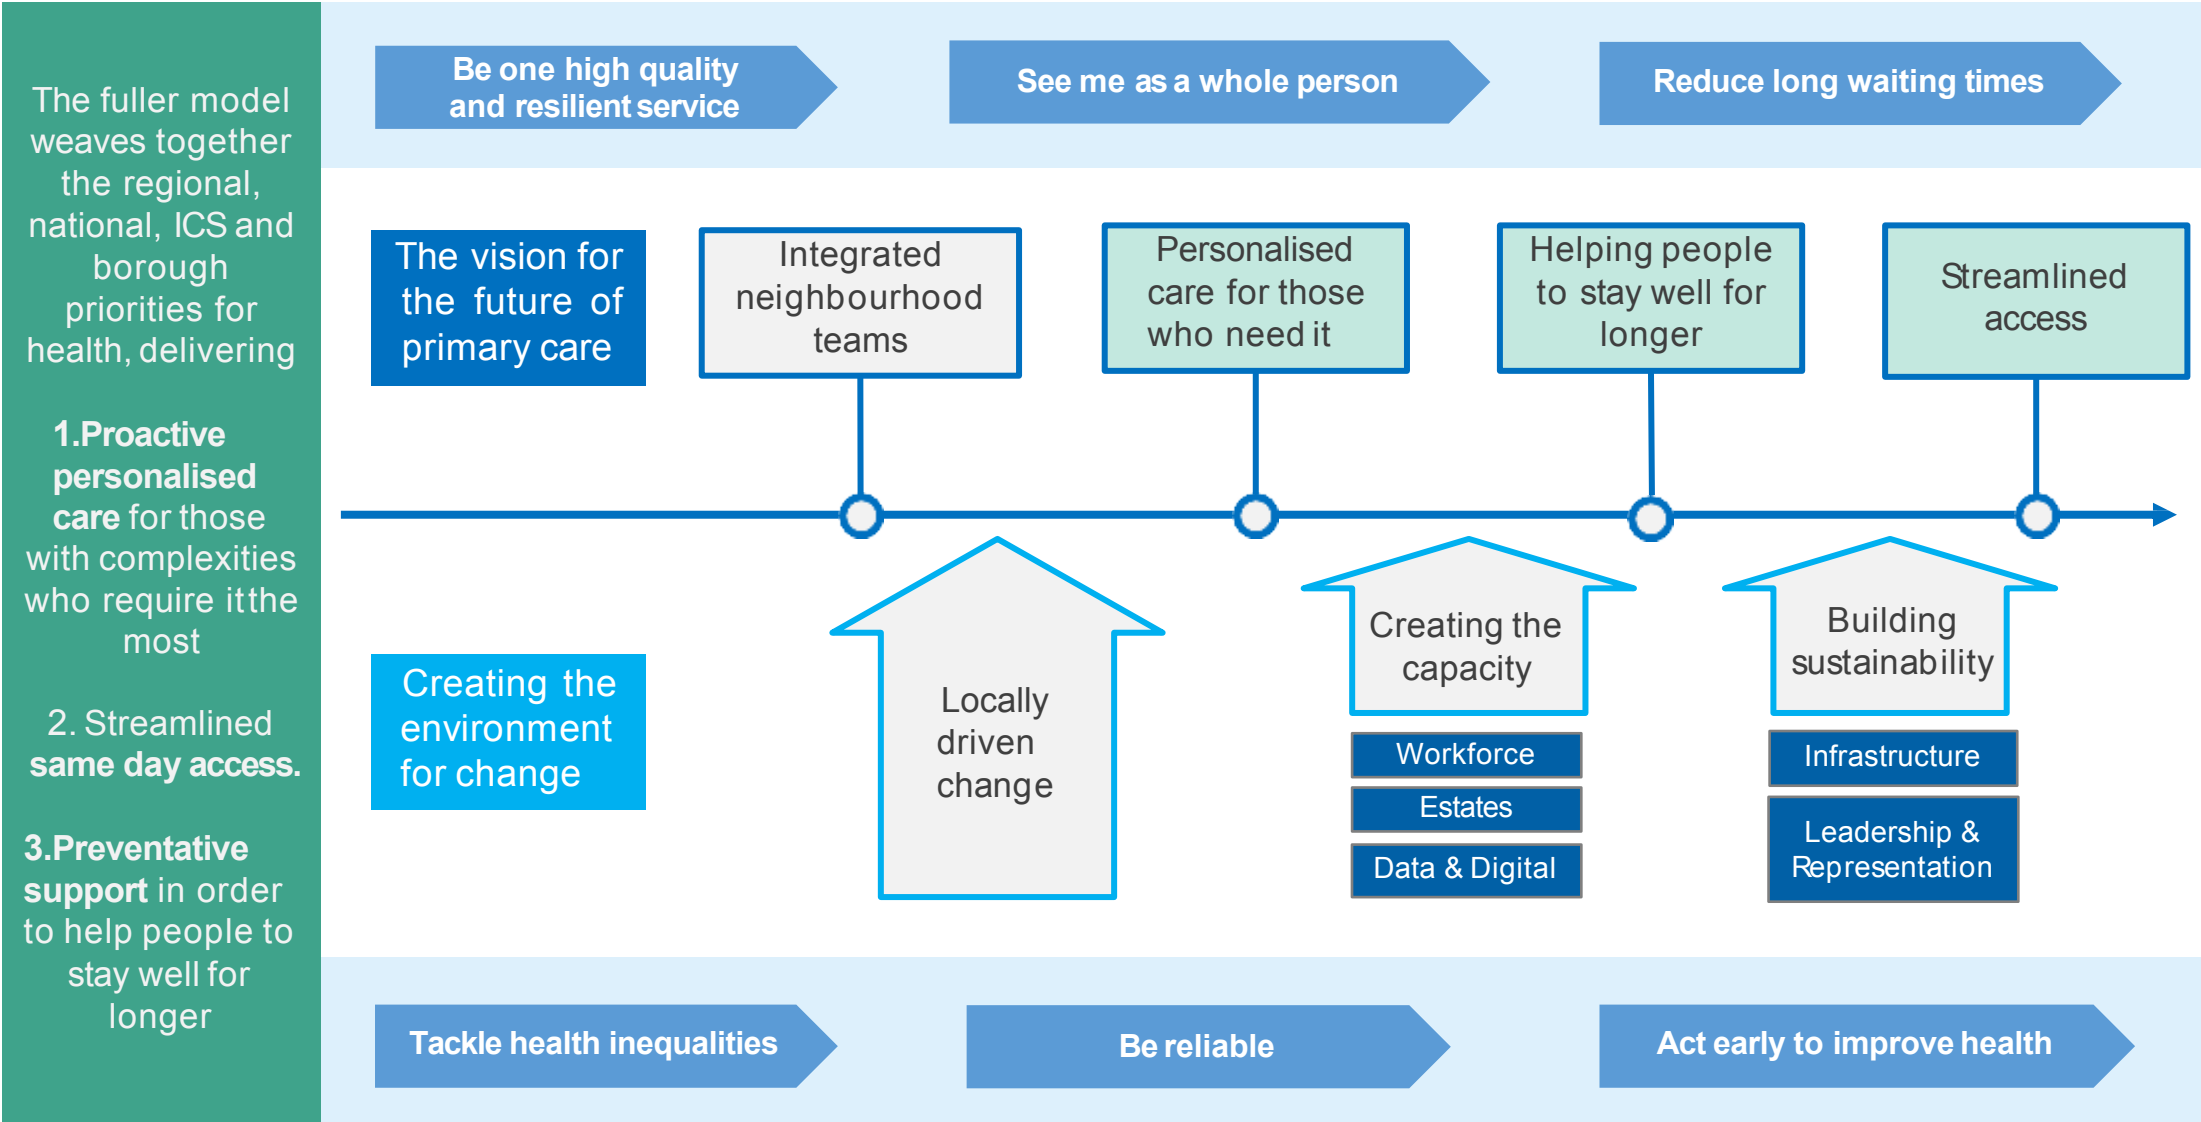 The fuller model
weaves together
the regional,
national, ICS and
borough
priorities for
health, delivering
1.Proactive
personalised
care for those
with complexities
who require it the
most
2. Streamlined
same day access.
3.Preventative
support in order
to help people to
stay well for
longer
Be one high quality
and resilient service
See me as a whole person
Reduce long waiting times
The vision for
the future of
primary care
Integrated
neighbourhood
teams
Personalised
care for those
who need it
Helping people
to stay well for
longer
Streamlined
access
Creating the
environment
for change
Locally
driven
change
Creating the
capacity
Workforce
Estates
Data & Digital
Building
sustainability
Infrastructure
Leadership &
Representation
Tackle health inequalities
Be reliable
Act early to improve health